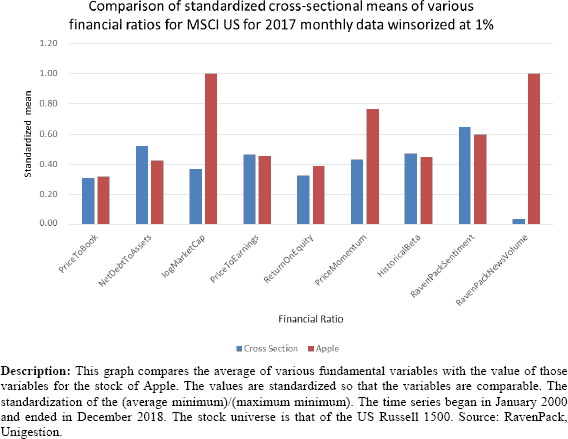 Comparison of standardized cross-sectional means of various
financial ratios for MSCI US for 2017 monthly data winsorized at 1%
1.20
1.00
0.80
0.60
0.40
0.20
0.00
Standardized mean
PriceToBook
NetDebtToAssets
logMarketCap
PriceToEarnings
ReturnOnEquity
PriceMomentum
HistoricalBeta
RavenPackSentiment
RavenPackNewsVolume
Financial Ratio
Cross Section
Apple
Description: This graph compares the average of various fundamental variables with the value of those
variables for the stock of Apple. The values are standardized so that the variables are comparable. The
standardization of the (average minimum)/(maximum minimum). The time series began in January 2000
and ended in December 2018. The stock universe is that of the US Russell 1500. Source: RavenPack,
Unigestion.